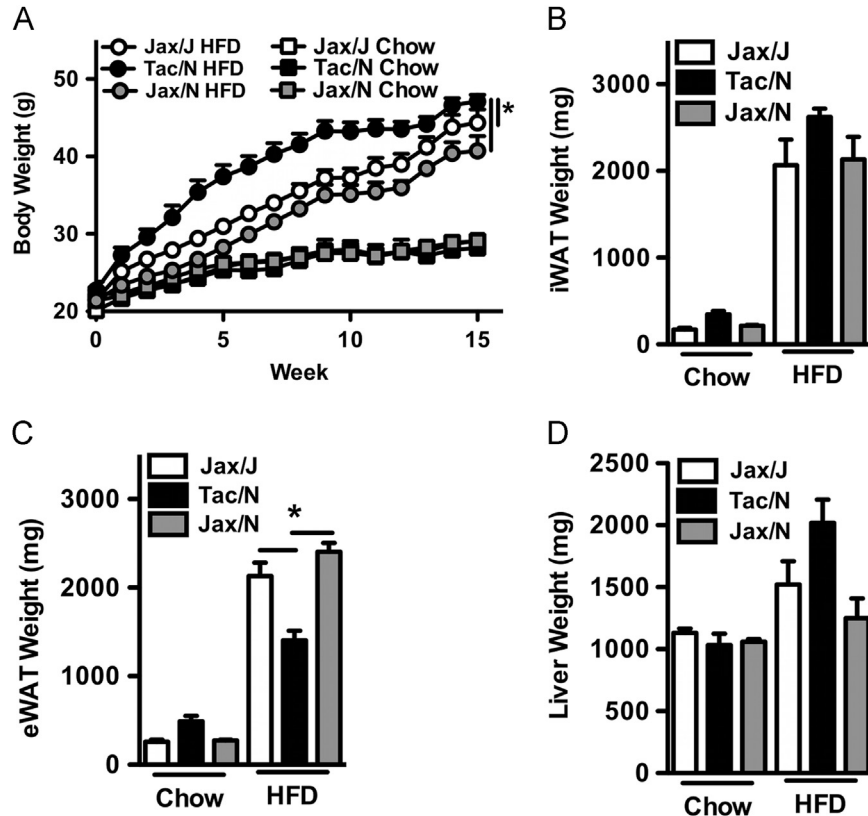 A
Jax/J HFD Jax/J Chow
Tac/N HFD Tac/N Chow
Jax/N HFD Jax/N Chow
Body Weight (g)
50
40
30
20
*
0 5 10 15
Week
B
Jax/J
Tac/N
Jax/N
iWAT Weight (mg)
3000
2000
1000
0
Chow HFD
C
Jax/J
Tac/N
Jax/N
eWAT Weight (mg)
3000
2000
1000
0
*
Chow HFD
D
Jax/J
Tac/N
Jax/N
Liver Weight (mg)
2500
2000
1500
1000
500
0
Chow HFD